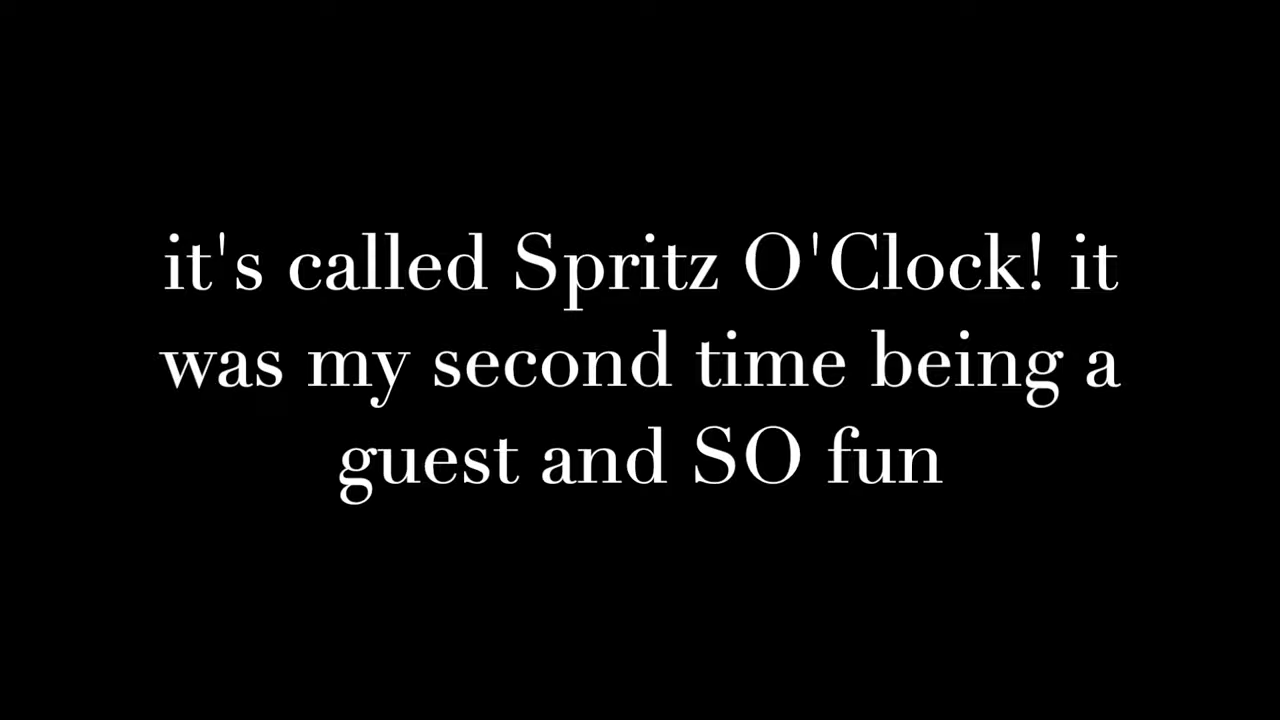 it's called Spritz O'Clock! it
was my second time being a
guest and SO fun